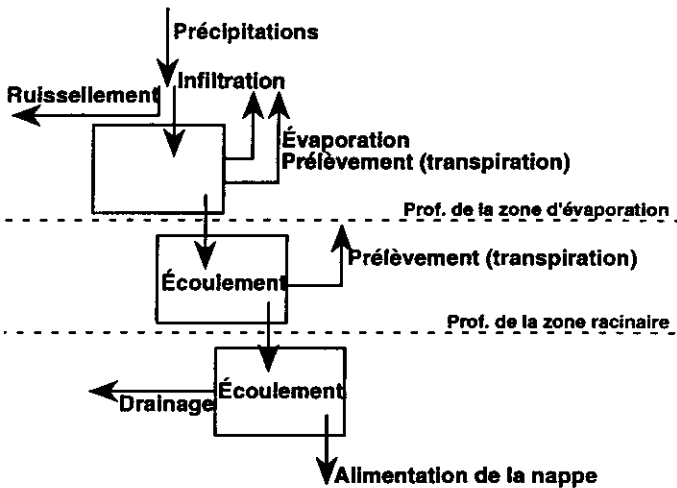 Précipitations
Infiltration
Ruissellement
Évaporation
Prélèvement (transpiration)
Prof. de la zone d'évaporation
Prélèvement (transpiration)
Écoulement
Prof. de la zone racinaire
Écoulement
Drainage
Alimentation de la nappe